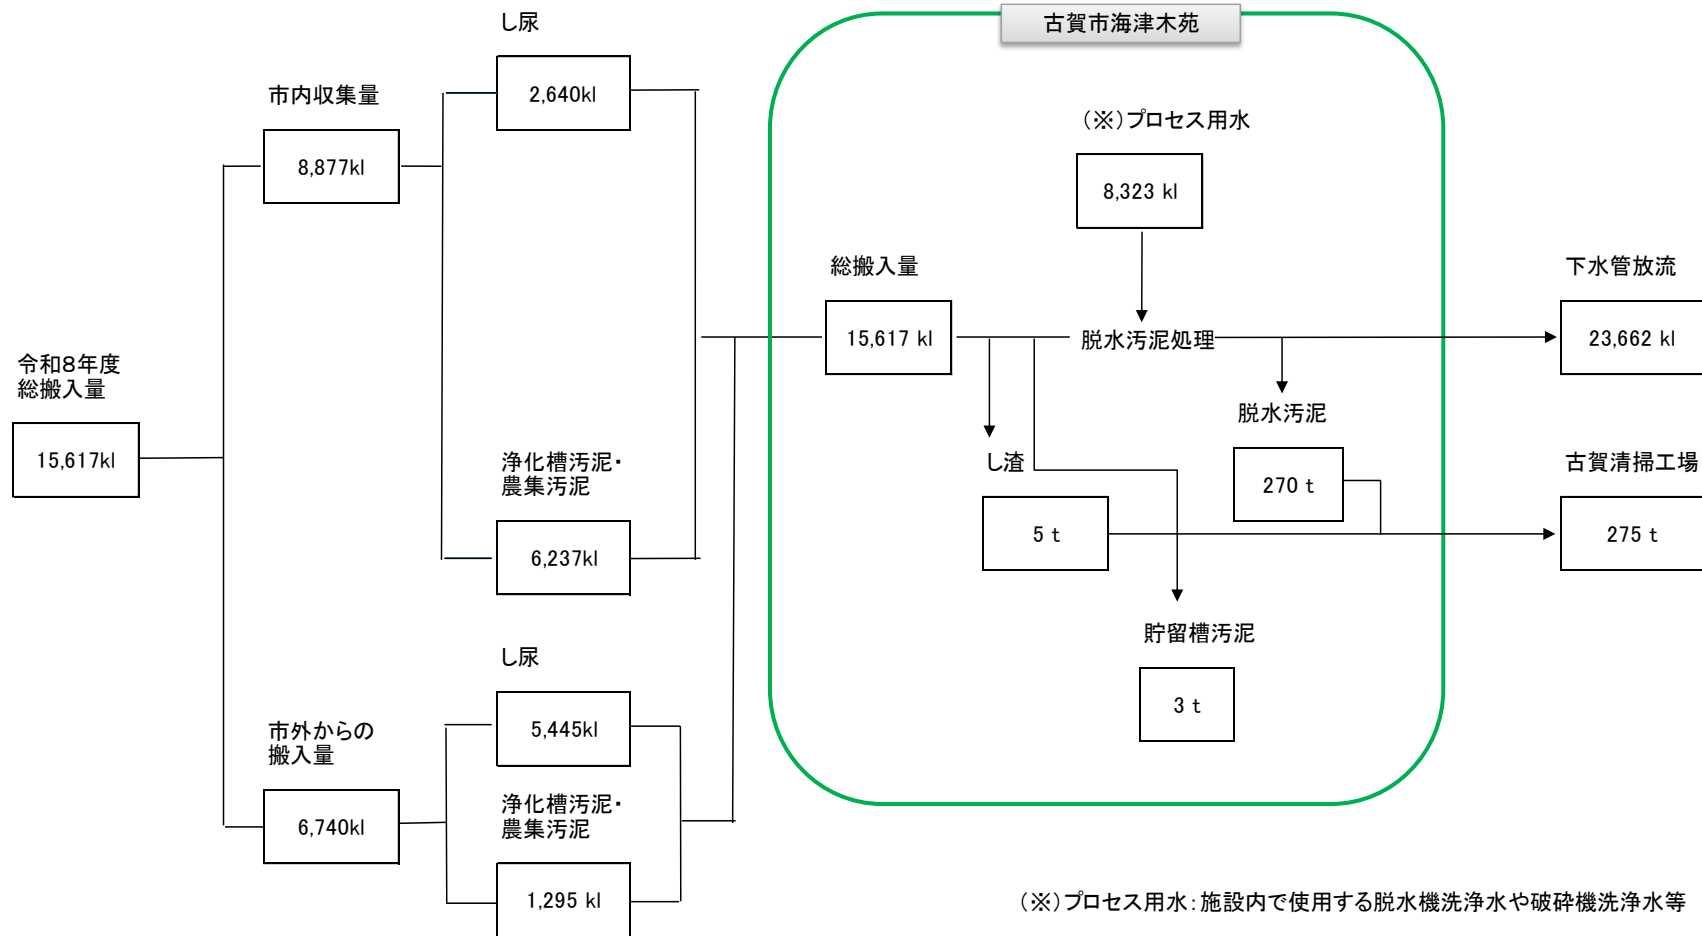 古賀市海津木苑
し尿
2,640kl
市内収集量
8,877kl
(※)プロセス用水
8,323 kl
総搬入量
15,617 kl
脱水汚泥処理
下水管放流
23,662 kl
令和8年度
総搬入量
15,617kl
浄化槽汚泥・
農集汚泥
6,237kl
し渣
5 t
脱水汚泥
270 t
古賀清掃工場
275 t
貯留槽汚泥
3 t
し尿
5,445kl
市外からの
搬入量
6,740kl
浄化槽汚泥・
農集汚泥
1,295 kl
(※)プロセス用水:施設内で使用する脱水機洗浄水や破砕機洗浄水等